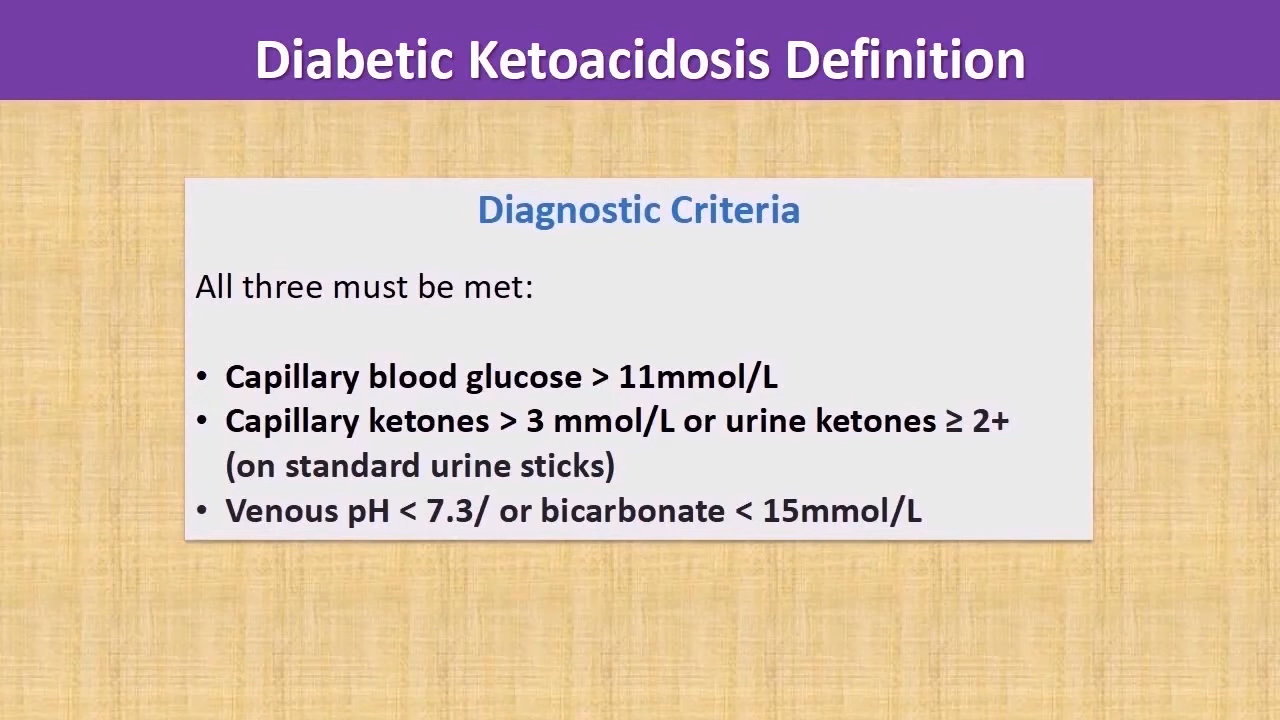 Diabetic Ketoacidosis Definition
Diagnostic Criteria
All three must be met:
• Capillary blood glucose > 11mmol/L
• Capillary ketones > 3 mmol/L or urine ketones ≥ 2+
(on standard urine sticks)
• Venous pH < 7.3/ or bicarbonate < 15mmol/L